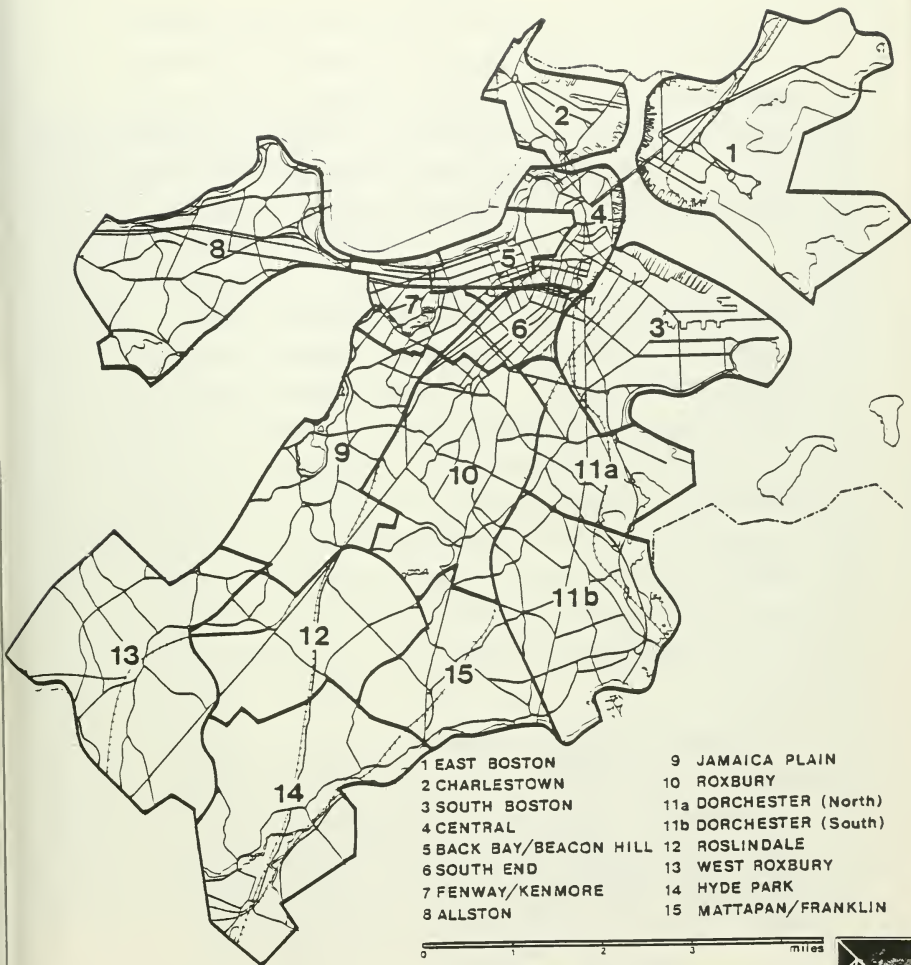 2
1
4
8
5
7
6
3
9
10
11a
11b
12
13
15
14
1 EAST BOSTON
2 CHARLESTOWN
3 SOUTH BOSTON
4 CENTRAL
5 BACK BAY/BEACON HILL
6 SOUTH END
7 FENWAY/KENMORE
8 ALLSTON
9 JAMAICA PLAIN
10 ROXBURY
11a DORCHESTER (North)
11b DORCHESTER (South)
12 ROSLINDALE
13 WEST ROXBURY
14 HYDE PARK
15 MATTAPAN/FRANKLIN
0 1 2 3 miles